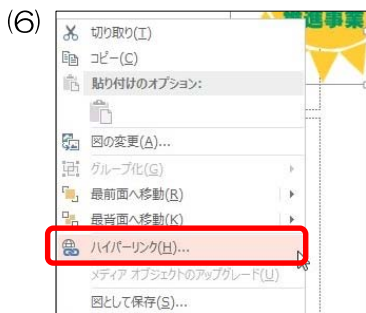 (6)
進事業
切り取り(T)
コピー(C)
貼り付けのオプション:
図の変更(A)...
グループ化(G)
最前面へ移動(R)
最背面へ移動(K)
ハイパーリンク(H)...
メディア オブジェクトのアップグレード(U)
図として保存(S)...